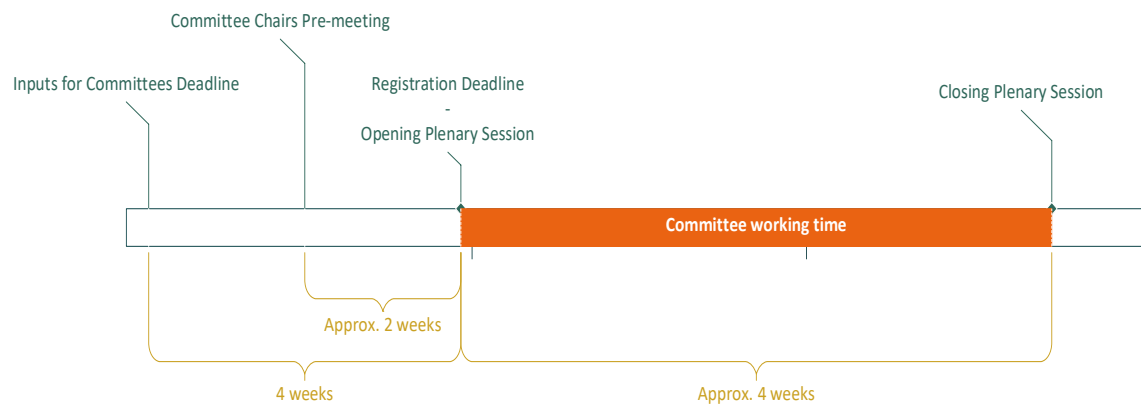 Committee Chairs Pre-meeting
Inputs for Committees Deadline
Registration Deadline
-
Opening Plenary Session
Closing Plenary Session
Committee working time
Approx. 2 weeks
4 weeks
Approx. 4 weeks